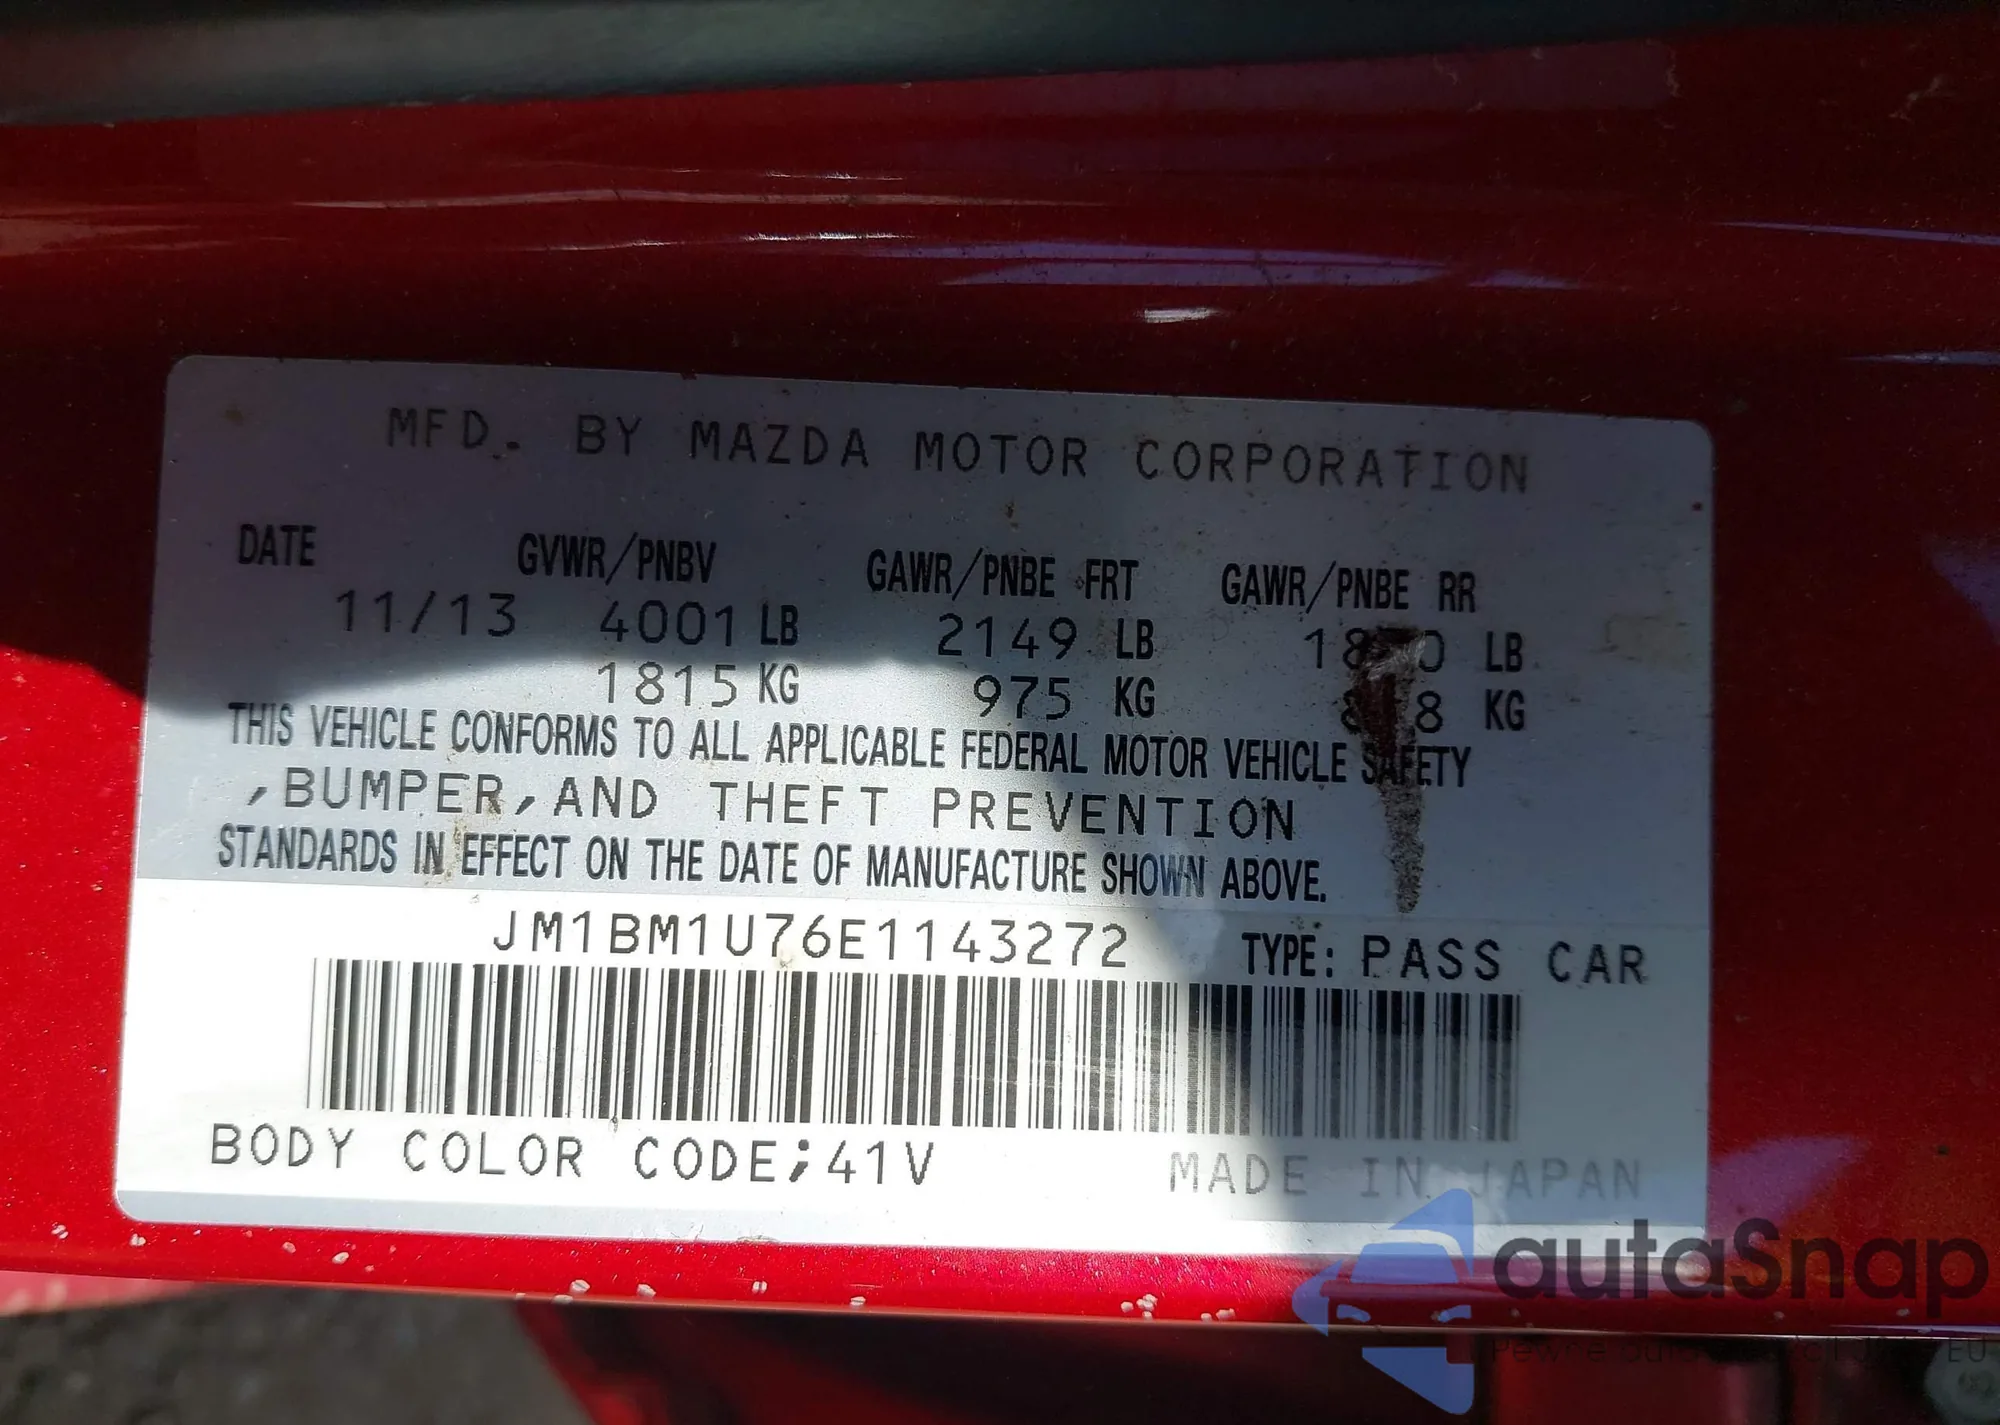 MFD. BY MAZDA MOTOR CORPORATION
DATE GVWR/PNBV GAWR/PNBE FRT GAWR/PNBE RR
11/13 4001 LB 2149 LB LB
1815 KG 975 KG KG
THIS VEHICLE CONFORMS TO ALL APPLICABLE FEDERAL MOTOR VEHICLE SAFETY
,BUMPER,AND THEFT PREVENTION
STANDARDS IN EFFECT ON THE DATE OF MANUFACTURE SHOWN ABOVE.
JM1BM1U76E1143272 TYPE: PASS CAR
BODY COLOR CODE;41V MADE IN JAPAN
autaSnap